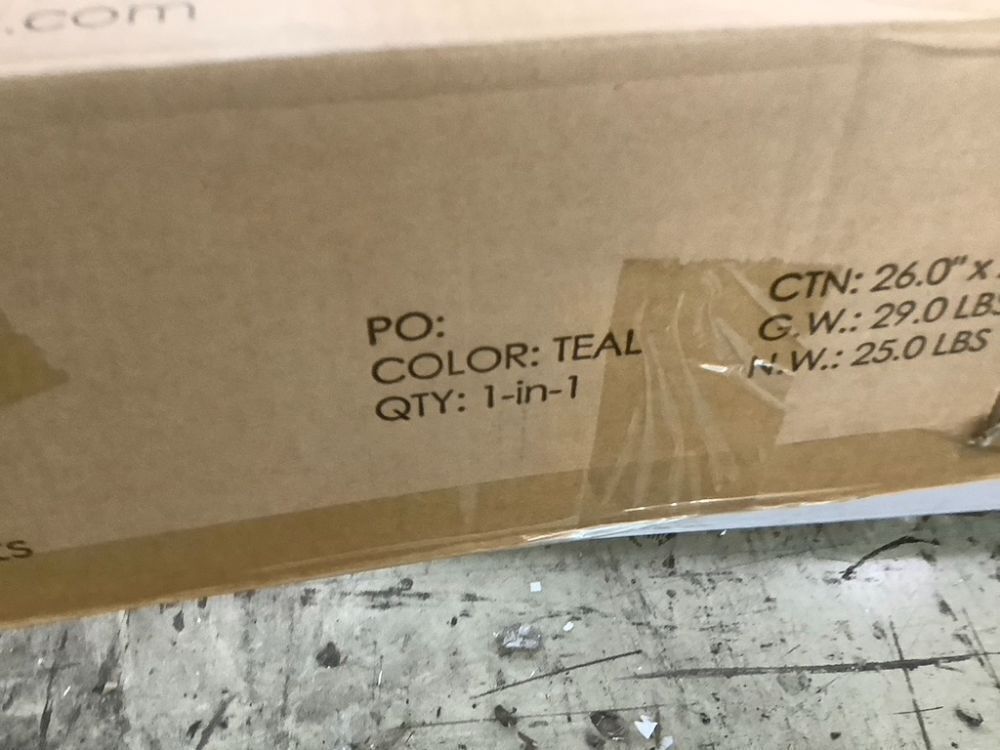 .com
PO:
COLOR: TEAL
QTY: 1-in-1
CTN: 26.0" x
G.W.: 29.0 LBS
N.W.: 25.0 LBS